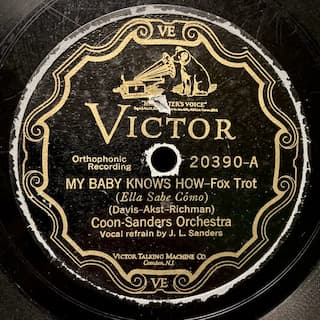 VE
"HIS MASTER'S VOICE"
VICTOR
Orthophonic
Recording
20390-A
MY BABY KNOWS HOW-Fox Trot
(Ella Sabe Cómo)
(Davis-Akst-Richman)
Coon-Sanders Orchestra
Vocal refrain by J. L. Sanders
VICTOR TALKING MACHINE CO.
Camden, N.J.
VE